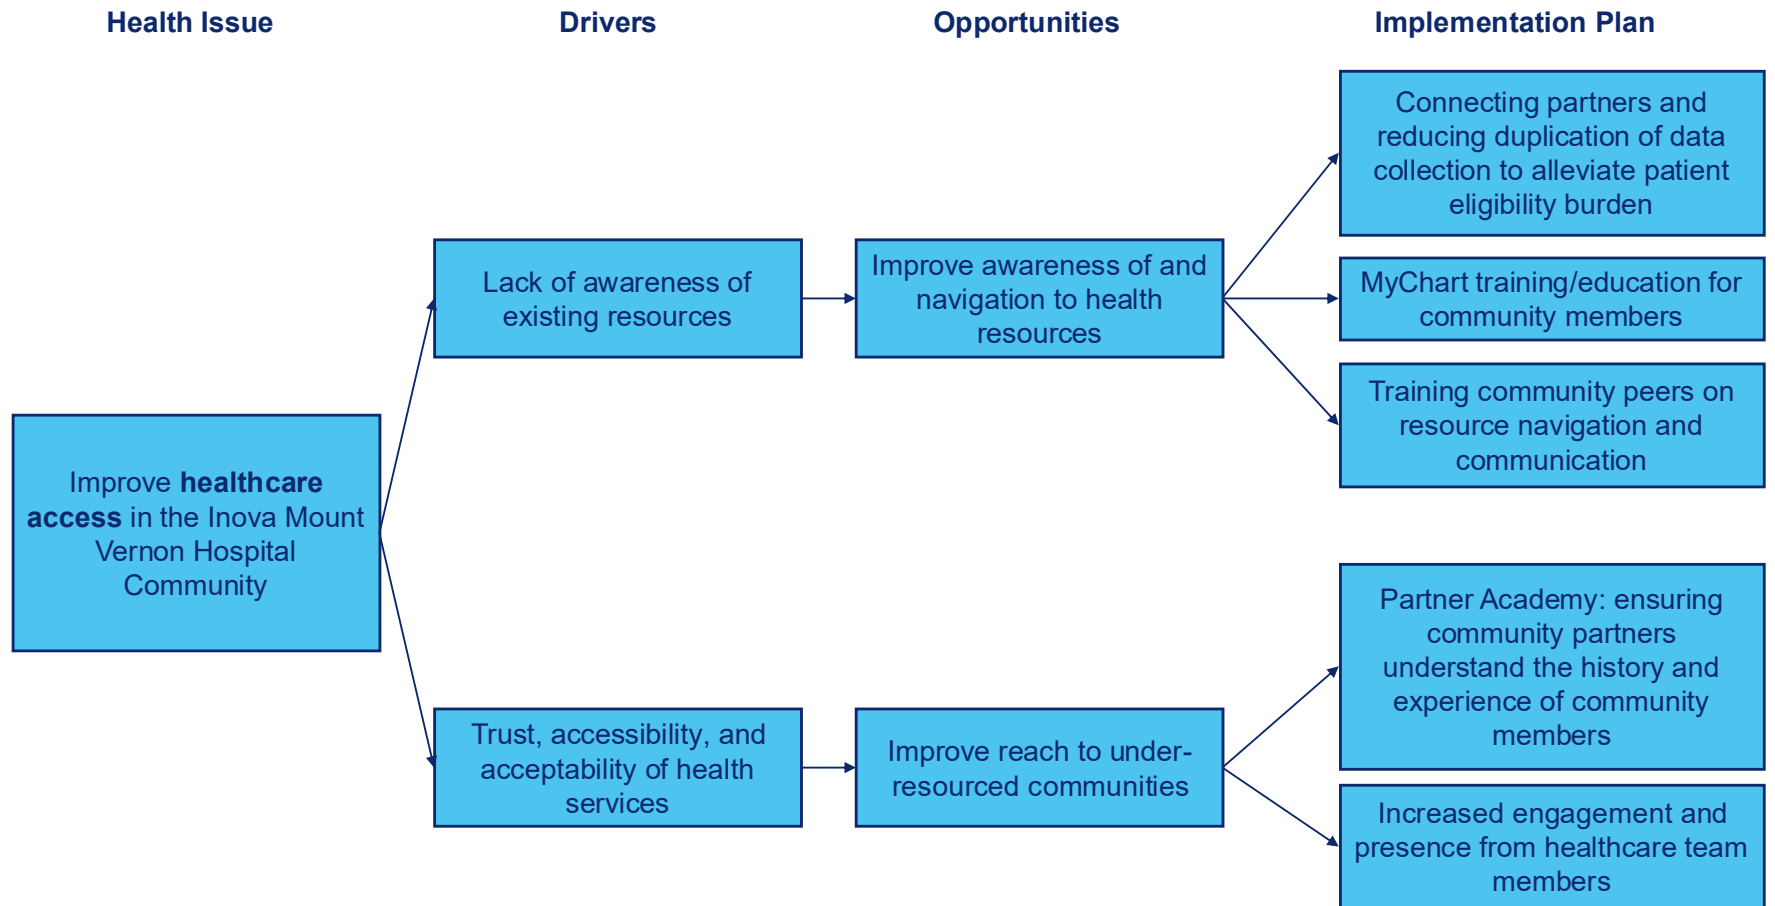 Health Issue
Drivers
Opportunities
Implementation Plan
Improve healthcare
access in the Inova Mount
Vernon Hospital
Community
Lack of awareness of
existing resources
Improve awareness of and
navigation to health
resources
Connecting partners and
reducing duplication of data
collection to alleviate patient
eligibility burden
MyChart training/education for
community members
Training community peers on
resource navigation and
communication
Trust, accessibility, and
acceptability of health
services
Improve reach to under-
resourced communities
Partner Academy: ensuring
community partners
understand the history and
experience of community
members
Increased engagement and
presence from healthcare team
members